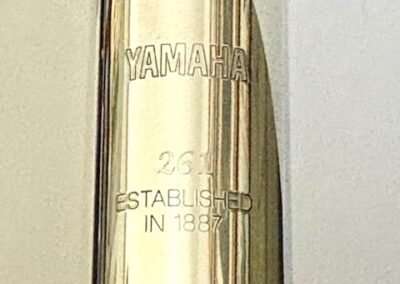 YAMAHA
261
ESTABLISHED
IN 1887